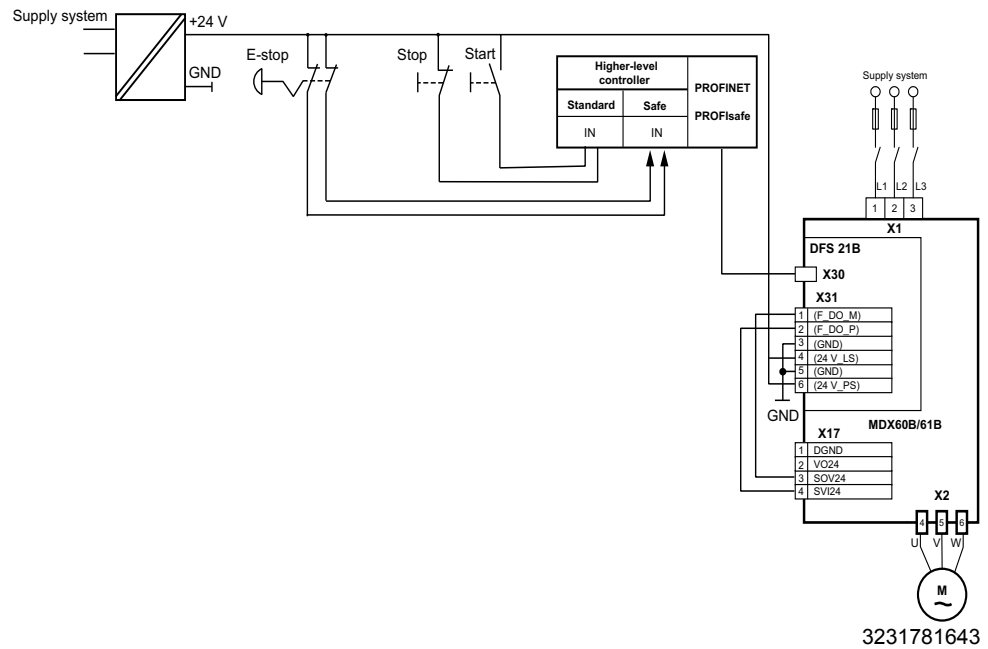 Supply system
+24 V
GND
E-stop
Stop
Start
Higher-level
controller
PROFINET
PROFIsafe
Standard
Safe
IN
IN
Supply system
L1
L2
L3
1
2
3
X1
DFS 21B
X30
X31
1 (F_DO_M)
2 (F_DO_P)
3 (GND)
4 (24 V_LS)
5 (GND)
6 (24 V_PS)
GND
MDX60B/61B
X17
1 DGND
2 VO24
3 SOV24
4 SVI24
X2
4
5
6
U
V
W
M
~
3231781643